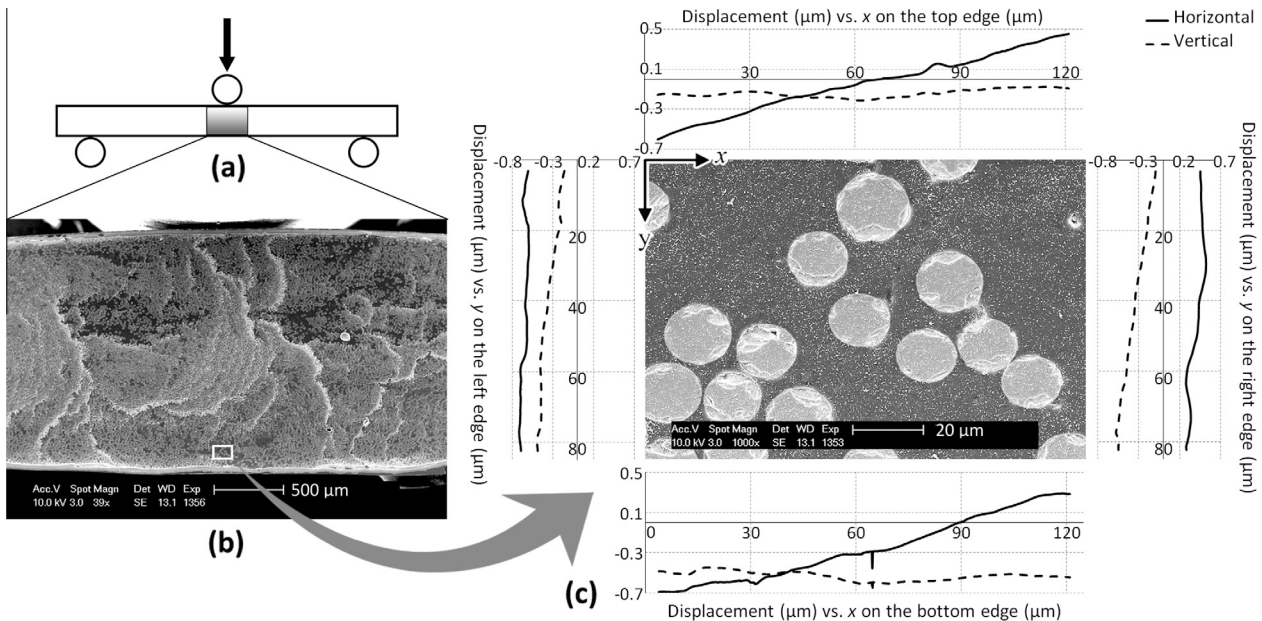 Displacement (µm) vs. x on the top edge (µm)
Horizontal
Vertical
0.5
0.1
-0.3
-0.7
30
60
90
120
(a)
Displacement (µm) vs. y on the left edge (µm)
-0.8 -0.3 0.2 0.7
20
40
60
80
x
y
Acc.V Spot Magn Det WD Exp
10.0 kV 3.0 1000x SE 13.1 1353
20 µm
-0.8 -0.3 0.2 0.7
20
40
60
80
Displacement (µm) vs. y on the right edge (µm)
Acc.V Spot Magn Det WD Exp
10.0 kV 3.0 39x SE 13.1 1356
500 µm
(b)
(c)
0.5
0.1
-0.3
-0.7
0 30 60 90 120
Displacement (µm) vs. x on the bottom edge (µm)